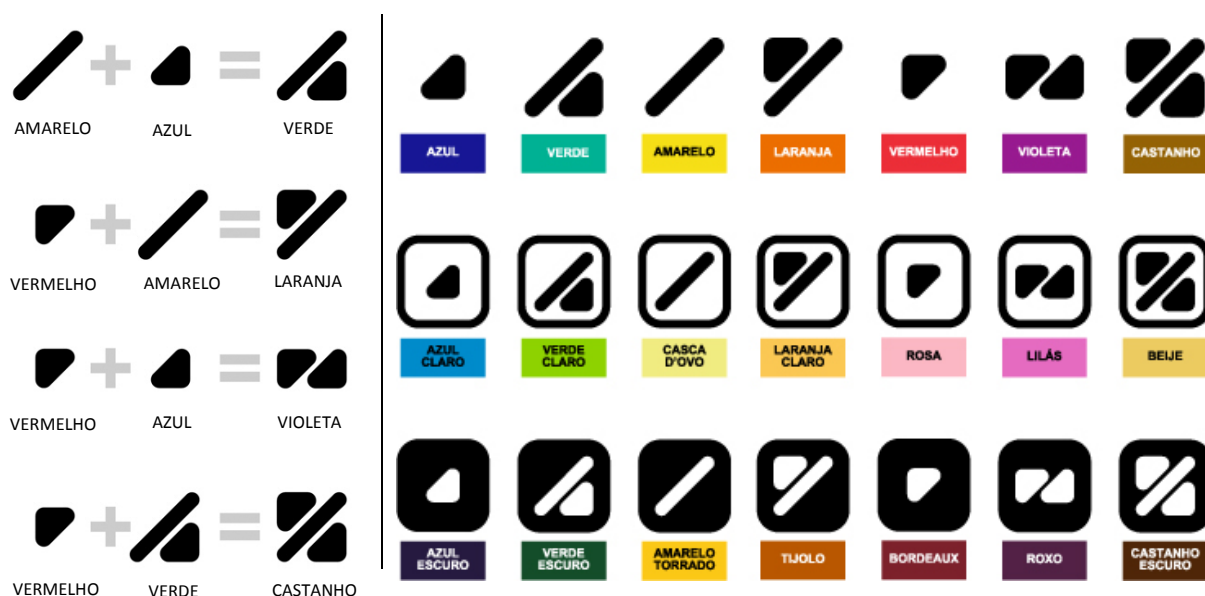 AMARELO
AZUL
VERDE
VERMELHO
AMARELO
LARANJA
VERMELHO
AZUL
VIOLETA
VERMELHO
VERDE
CASTANHO
AZUL
VERDE
AMARELO
LARANJA
VERMELHO
VIOLETA
CASTANHO
AZUL
CLARO
VERDE
CLARO
CASCA
D'OVO
LARANJA
CLARO
ROSA
LILÁS
BEIJE
AZUL
ESCURO
VERDE
ESCURO
AMARELO
TORRADO
TIJOLO
BORDEAUX
ROXO
CASTANHO
ESCURO